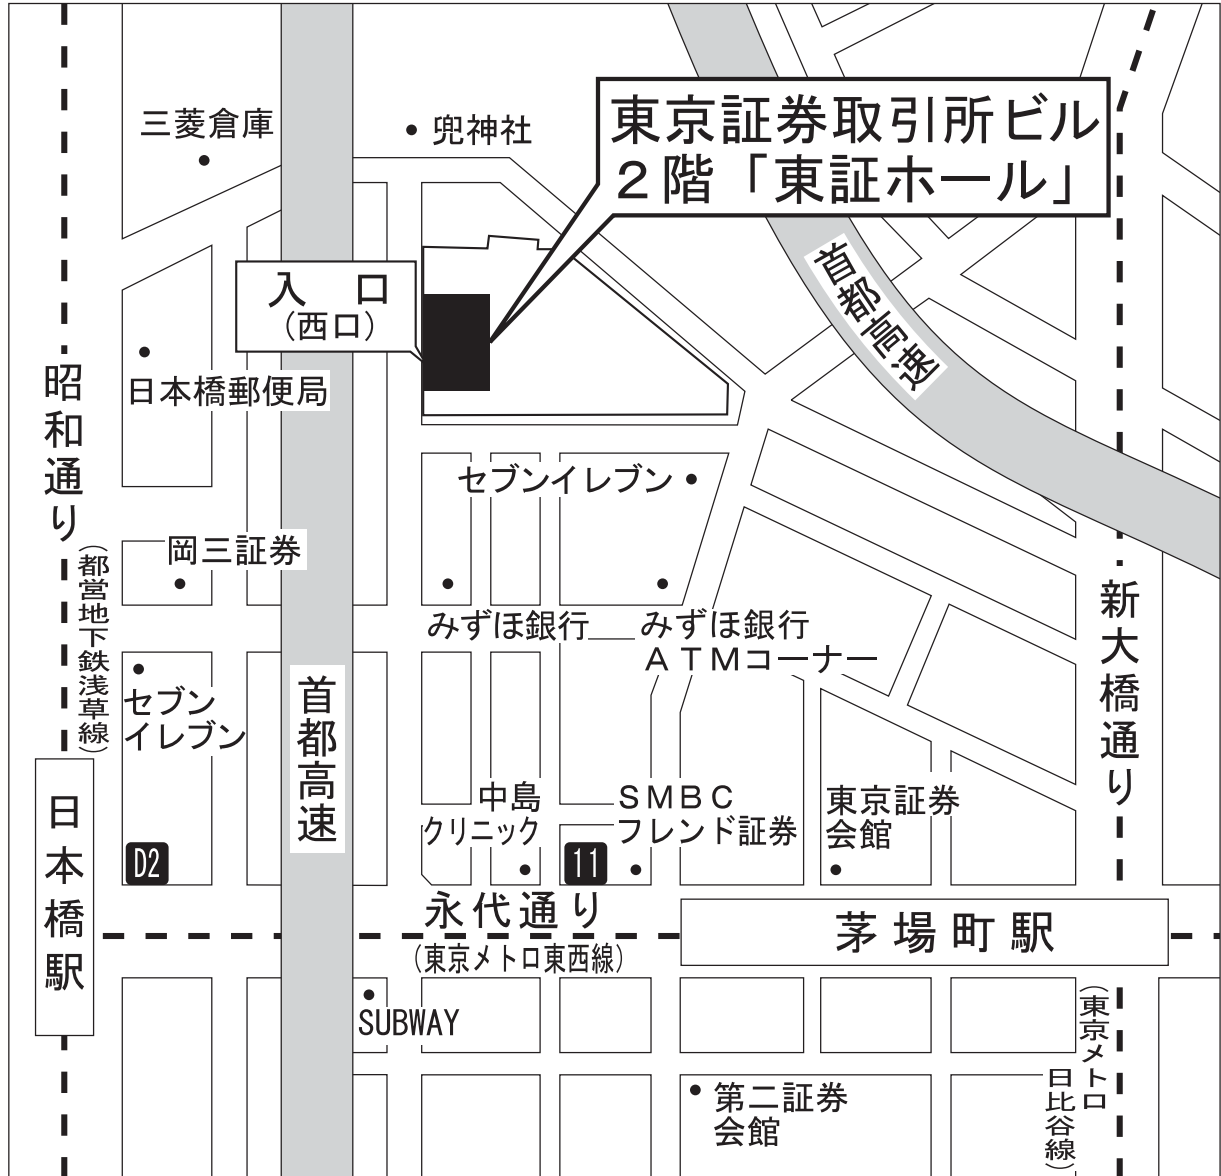 三菱倉庫
兜神社
東京証券取引所ビル
２階「東証ホール」
入　口
（西口）
首都高速
日本橋郵便局
昭和通り
（都営地下鉄浅草線）
セブンイレブン
岡三証券
みずほ銀行
みずほ銀行
ＡＴＭコーナー
新大橋通り
セブン
イレブン
首都高速
日本橋駅
D2
中島
クリニック
11
ＳＭＢＣ
フレンド証券
東京証券
会館
永代通り
（東京メトロ東西線）
茅場町駅
SUBWAY
（東京メトロ
日比谷線）
第二証券
会館